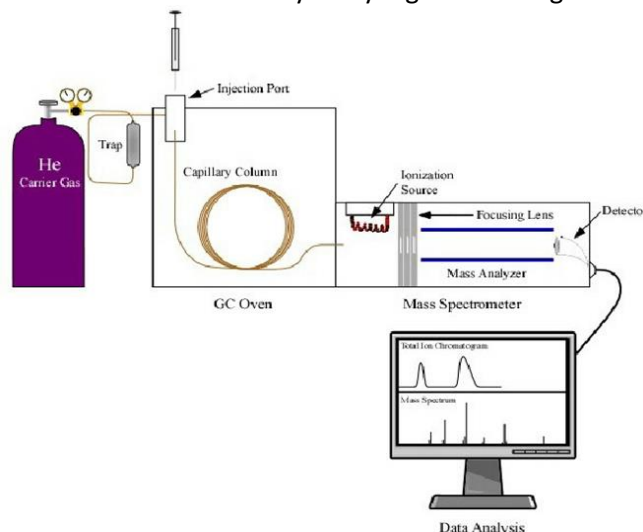 Injection Port
Trap
He
Carrier Gas
Capillary Column
Ionization
Source
Focusing Lens
Detecto
Mass Analyzer
GC Oven
Mass Spectrometer
Total Ion Chromatogram
Mass Spectrum
Data Analysis